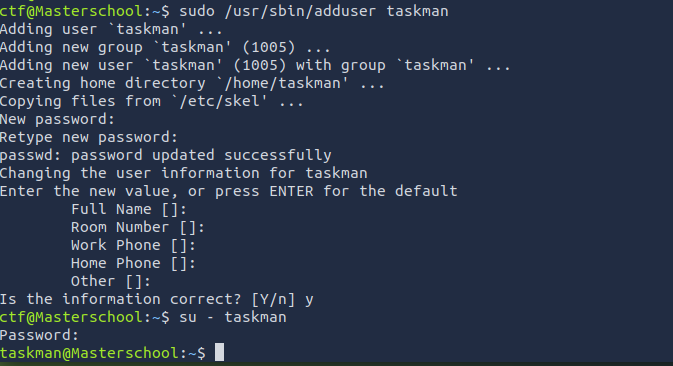 ctf@Masterschool:~$ sudo /usr/sbin/adduser taskman
Adding user `taskman' ...
Adding new group `taskman' (1005) ...
Adding new user `taskman' (1005) with group `taskman' ...
Creating home directory `/home/taskman' ...
Copying files from `/etc/skel' ...
New password:
Retype new password:
passwd: password updated successfully
Changing the user information for taskman
Enter the new value, or press ENTER for the default
        Full Name []:
        Room Number []:
        Work Phone []:
        Home Phone []:
        Other []:
Is the information correct? [Y/n] y
ctf@Masterschool:~$ su - taskman
Password:
taskman@Masterschool:~$